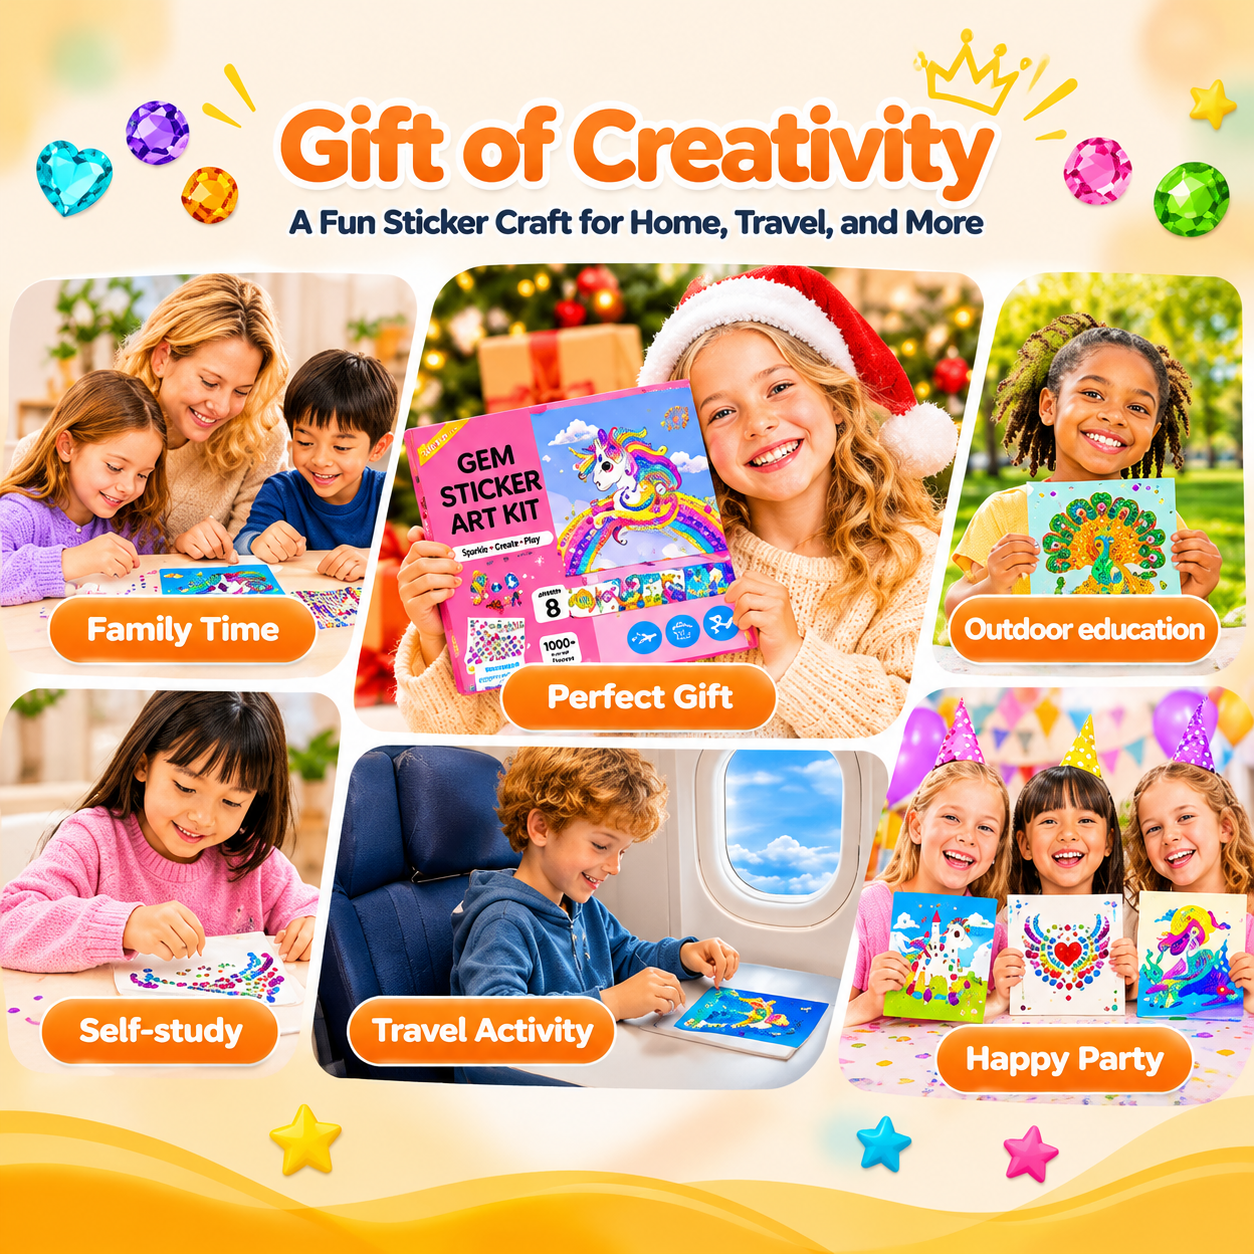 Gift of Creativity
A Fun Sticker Craft for Home, Travel, and More
GEM
STICKER
ART KIT
Sparkle + Create + Play
8
1000+
Family Time
Perfect Gift
Outdoor education
Self-study
Travel Activity
Happy Party